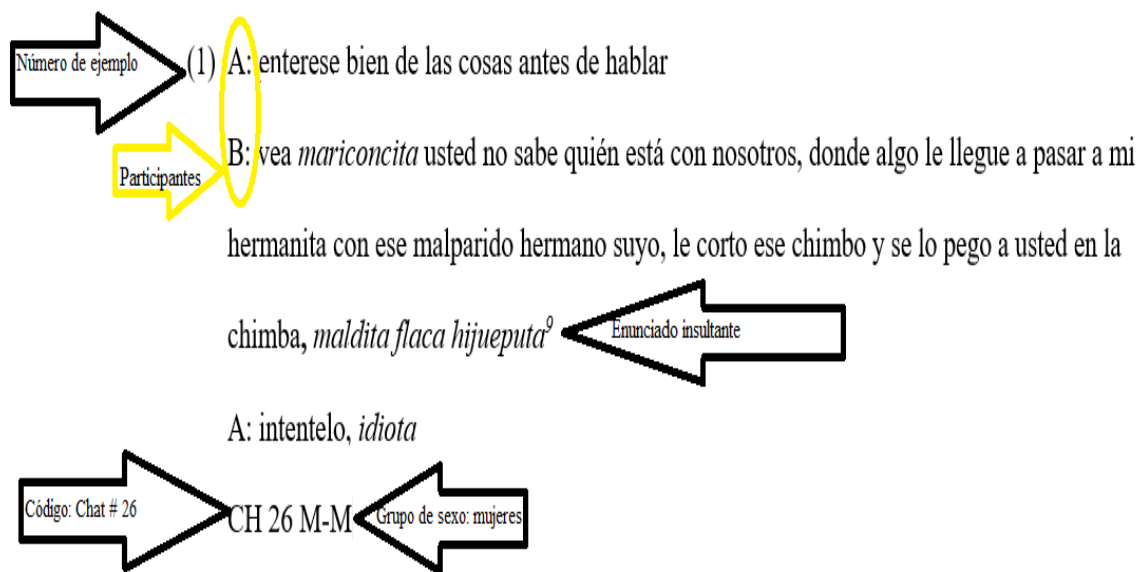 Número de ejemplo
(1) A: enterese bien de las cosas antes de hablar
Participantes
B: vea mariconcita usted no sabe quién está con nosotros, donde algo le llegue a pasar a mi
hermanita con ese malparido hermano suyo, le corto ese chimbo y se lo pego a usted en la
chimba, maldita flaca hijueputa⁹
Enunciado insultante
A: intentelo, idiota
Código: Chat # 26
CH 26 M-M
Grupo de sexo: mujeres